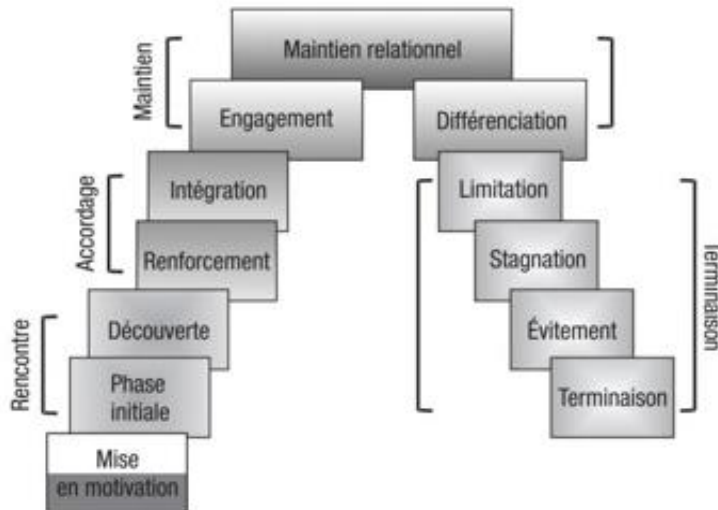 Maintien relationnel
Maintien
Engagement
Différenciation
Accordage
Intégration
Limitation
Renforcement
Stagnation
Terminaison
Rencontre
Découverte
Évitement
Phase
initiale
Terminaison
Mise
en motivation